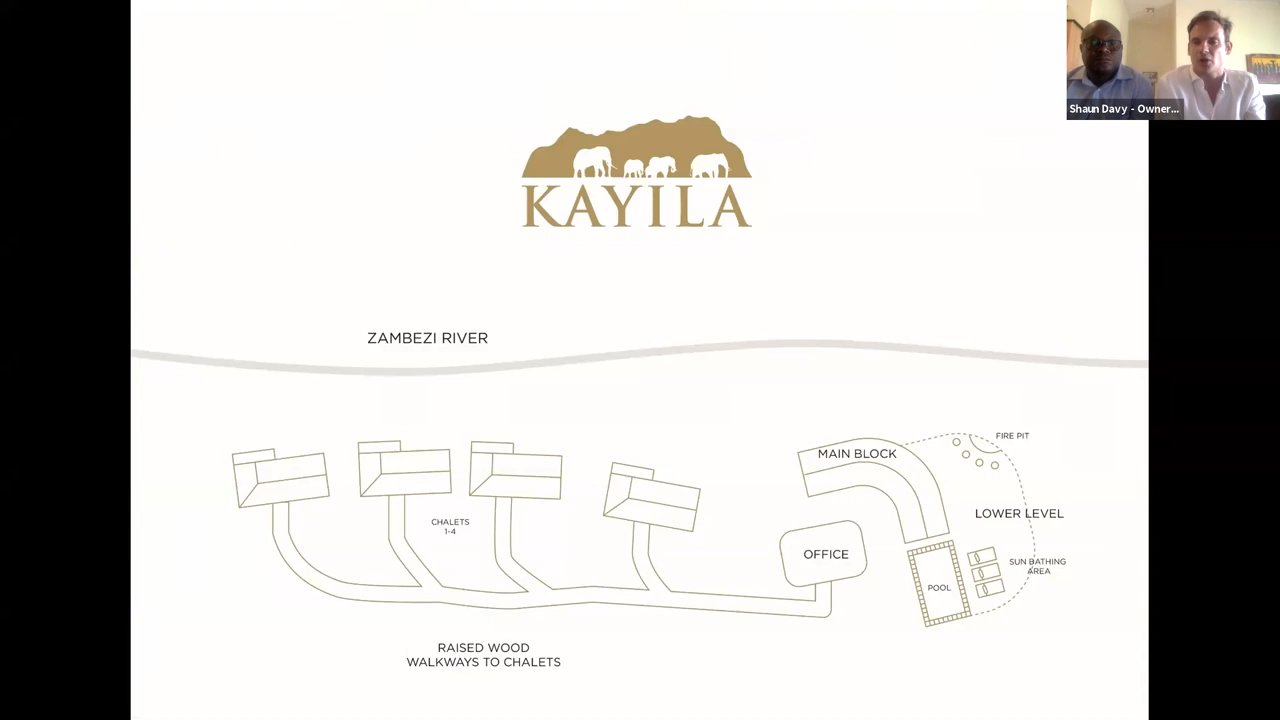 Shaun Davy - Owner...
KAYILA
ZAMBEZI RIVER
FIRE PIT
MAIN BLOCK
LOWER LEVEL
CHALETS
1-4
OFFICE
SUN BATHING
AREA
POOL
RAISED WOOD
WALKWAYS TO CHALETS